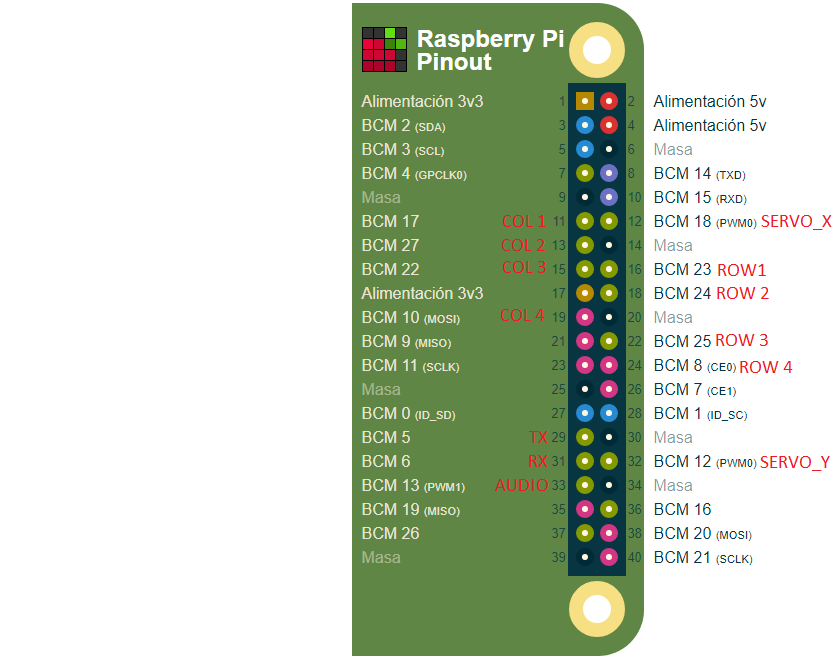 Raspberry Pi
Pinout
Alimentación 3v3 1 2 Alimentación 5v
BCM 2 (SDA) 3 4 Alimentación 5v
BCM 3 (SCL) 5 6 Masa
BCM 4 (GPCLK0) 7 8 BCM 14 (TXD)
Masa 9 10 BCM 15 (RXD)
BCM 17 COL 1 11 12 BCM 18 (PWM0) SERVO_X
BCM 27 COL 2 13 14 Masa
BCM 22 COL 3 15 16 BCM 23 ROW1
Alimentación 3v3 17 18 BCM 24 ROW 2
BCM 10 (MOSI) COL 4 19 20 Masa
BCM 9 (MISO) 21 22 BCM 25 ROW 3
BCM 11 (SCLK) 23 24 BCM 8 (CE0) ROW 4
Masa 25 26 BCM 7 (CE1)
BCM 0 (ID_SD) 27 28 BCM 1 (ID_SC)
BCM 5 TX 29 30 Masa
BCM 6 RX 31 32 BCM 12 (PWM0) SERVO_Y
BCM 13 (PWM1) AUDIO 33 34 Masa
BCM 19 (MISO) 35 36 BCM 16
BCM 26 37 38 BCM 20 (MOSI)
Masa 39 40 BCM 21 (SCLK)